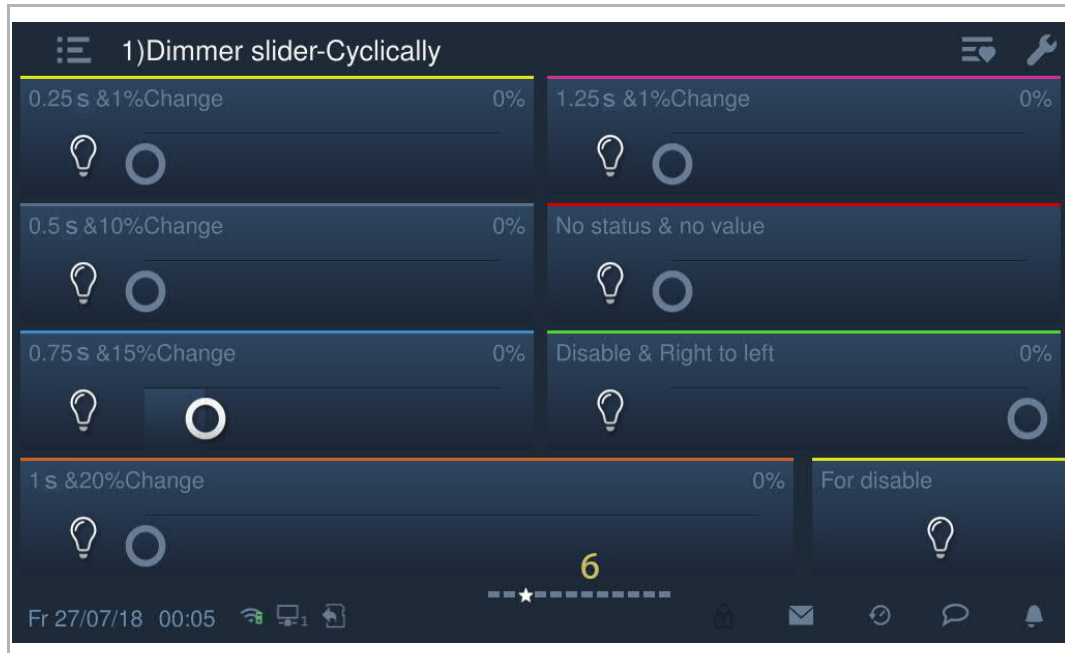 1)Dimmer slider-Cyclically
0.25 s &1%Change 0%
1.25 s &1%Change 0%
0.5 s &10%Change 0%
No status & no value
0.75 s &15%Change 0%
Disable & Right to left 0%
1 s &20%Change 0%
For disable
6
Fr 27/07/18 00:05 1